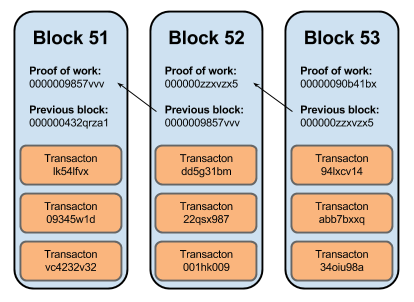 Block 51
Proof of work:
0000009857vvv
Previous block:
000000432qrza1
Transacton
lk54lfvx
Transacton
09345w1d
Transacton
vc4232v32
Block 52
Proof of work:
000000zzxvzx5
Previous block:
0000009857vvv
Transacton
dd5g31bm
Transacton
22qsx987
Transacton
001hk009
Block 53
Proof of work:
00000090b41bx
Previous block:
000000zzxvzx5
Transacton
94lxcv14
Transacton
abb7bxxq
Transacton
34oiu98a